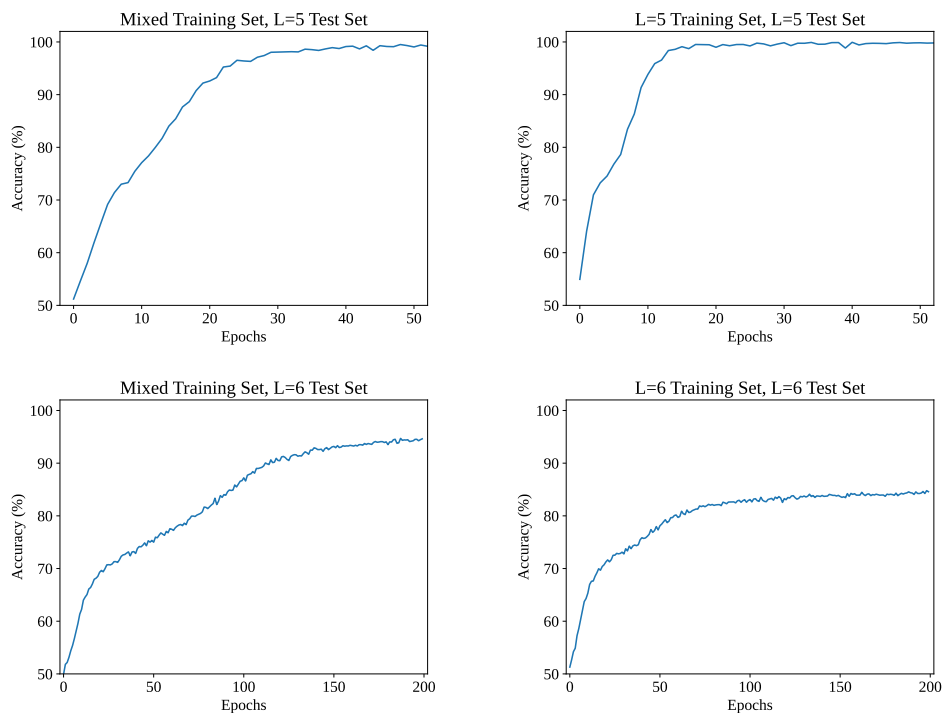 Mixed Training Set, L=5 Test Set
100
90
80
70
60
50
Accuracy (%)
0 10 20 30 40 50
Epochs
L=5 Training Set, L=5 Test Set
100
90
80
70
60
50
Accuracy (%)
0 10 20 30 40 50
Epochs
Mixed Training Set, L=6 Test Set
100
90
80
70
60
50
Accuracy (%)
0 50 100 150 200
Epochs
L=6 Training Set, L=6 Test Set
100
90
80
70
60
50
Accuracy (%)
0 50 100 150 200
Epochs